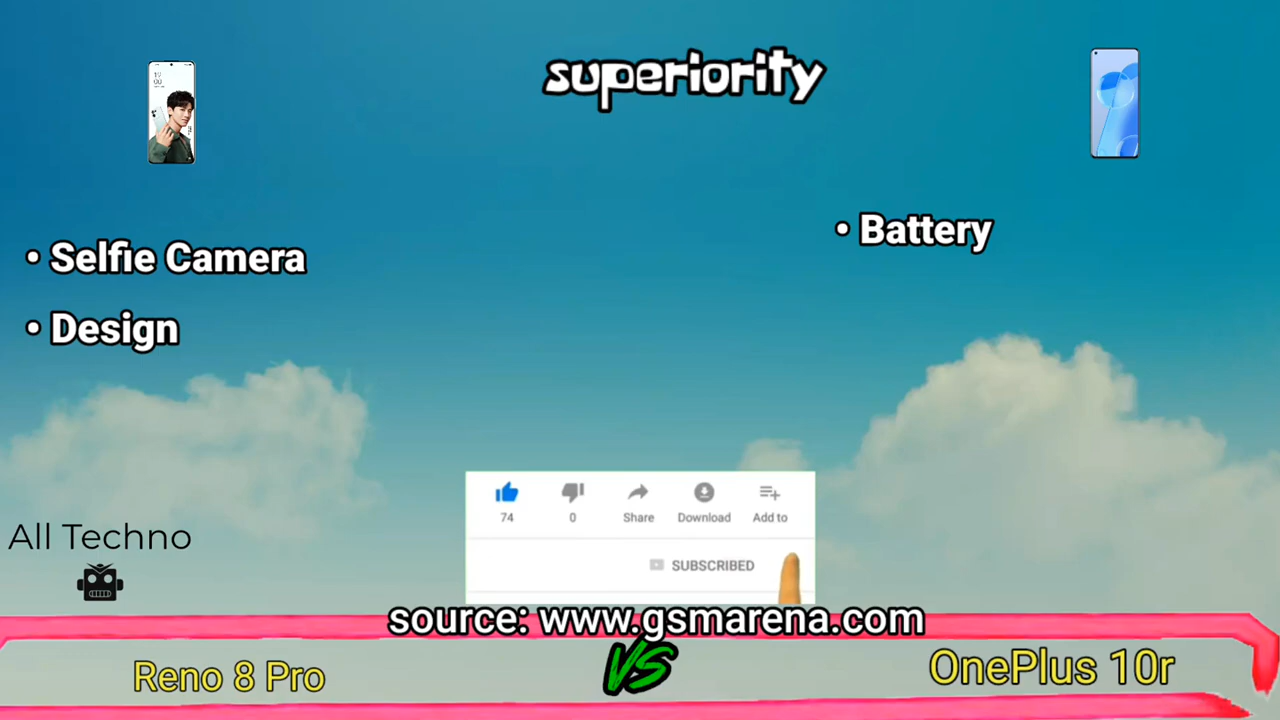 superiority
• Selfie Camera
• Design
• Battery
74
0
Share
Download
Add to
SUBSCRIBED
All Techno
source: www.gsmarena.com
Reno 8 Pro
VS
OnePlus 10r